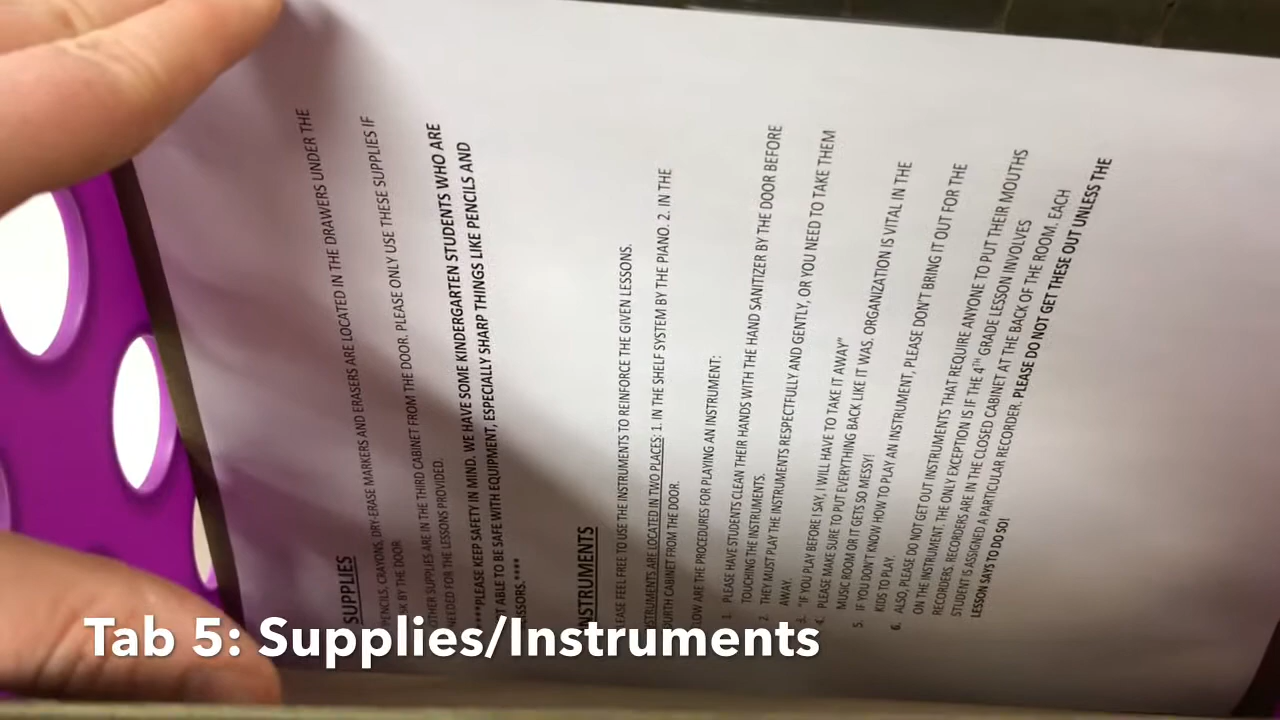 SUPPLIES
PENCILS, CRAYONS, DRY-ERASE MARKERS AND ERASERS ARE LOCATED IN THE DRAWERS UNDER THE
BY THE DOOR
OTHER SUPPLIES ARE IN THE THIRD CABINET FROM THE DOOR. PLEASE ONLY USE THESE SUPPLIES IF
NEEDED FOR THE LESSONS PROVIDED.
****PLEASE KEEP SAFETY IN MIND. WE HAVE SOME KINDERGARTEN STUDENTS WHO ARE
ABLE TO BE SAFE WITH EQUIPMENT, ESPECIALLY SHARP THINGS LIKE PENCILS AND
SSORS.****
INSTRUMENTS
EASE FEEL FREE TO USE THE INSTRUMENTS TO REINFORCE THE GIVEN LESSONS.
STRUMENTS ARE LOCATED IN TWO PLACES: 1. IN THE SHELF SYSTEM BY THE PIANO. 2. IN THE
URTH CABINET FROM THE DOOR.
LOW ARE THE PROCEDURES FOR PLAYING AN INSTRUMENT:
1. PLEASE HAVE STUDENTS CLEAN THEIR HANDS WITH THE HAND SANITIZER BY THE DOOR BEFORE
TOUCHING THE INSTRUMENTS.
2. THEY MUST PLAY THE INSTRUMENTS RESPECTFULLY AND GENTLY, OR YOU NEED TO TAKE THEM
AWAY.
3. "IF YOU PLAY BEFORE I SAY, I WILL HAVE TO TAKE IT AWAY"
4. PLEASE MAKE SURE TO PUT EVERYTHING BACK LIKE IT WAS. ORGANIZATION IS VITAL IN THE
MUSIC ROOM OR IT GETS SO MESSY!
5. IF YOU DON'T KNOW HOW TO PLAY AN INSTRUMENT, PLEASE DON'T BRING IT OUT FOR THE
KIDS TO PLAY.
6. ALSO, PLEASE DO NOT GET OUT INSTRUMENTS THAT REQUIRE ANYONE TO PUT THEIR MOUTHS
ON THE INSTRUMENT. THE ONLY EXCEPTION IS IF THE 4TH GRADE LESSON INVOLVES
RECORDERS. RECORDERS ARE IN THE CLOSED CABINET AT THE BACK OF THE ROOM. EACH
STUDENT IS ASSIGNED A PARTICULAR RECORDER. PLEASE DO NOT GET THESE OUT UNLESS THE
LESSON SAYS TO DO SO!
Tab 5: Supplies/Instruments